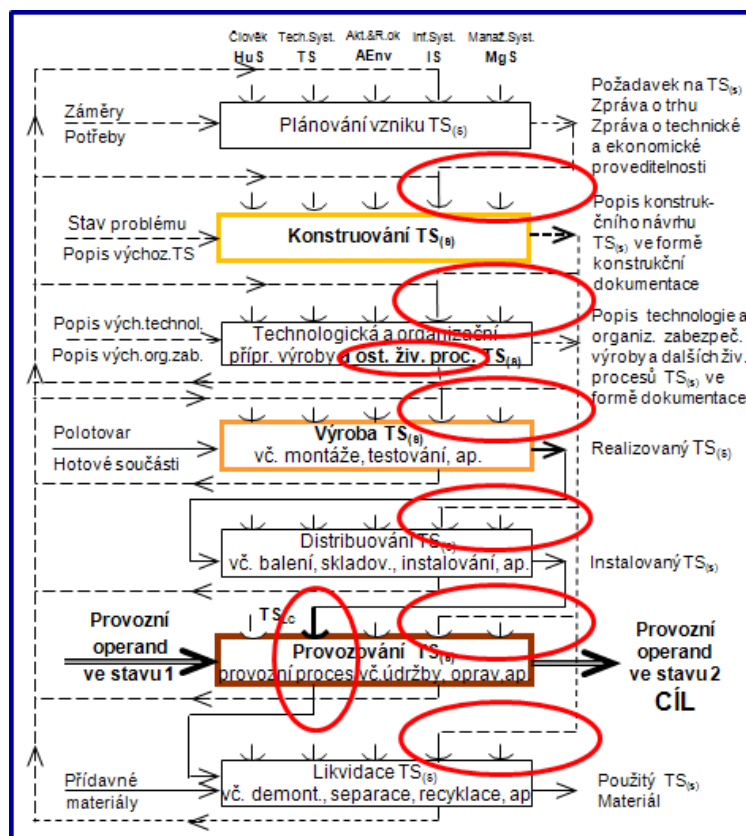 Člověk Tech.Syst. Akt.&R.ok Inf.Syst. Manaž.Syst.
HuS TS AEnv IS MgS
Záměry
Potřeby
Plánování vzniku TS(s)
Požadavek na TS(s)
Zpráva o trhu
Zpráva o technické
a ekonomické
proveditelnosti
Stav problému
Popis výchoz.TS
Konstruování TS(s)
Popis konstruk-
čního návrhu
TS(s) ve formě
konstrukční
dokumentace
Popis vých.technol.
Popis vých.org.zab.
Technologická a organizační
přípr. výroby a ost. živ. proc. TS(s)
Popis technologie a
organiz. zabezpeč.
výroby a dalších živ.
procesů TS(s) ve
formě dokumentace
Polotovar
Hotové součásti
Výroba TS(s)
vč. montáže, testování, ap.
Realizovaný TS(s)
Distribuování TS(s)
vč. balení, skladov., instalování, ap.
Instalovaný TS(s)
TSLC
Provozní
operand
ve stavu 1
Provozování TS(s)
provozní proces vč.údržby, oprav,ap.
Provozní
operand
ve stavu 2
CÍL
Přídavné
materiály
Likvidace TS(s)
vč. demont., separace, recyklace, ap
Použitý TS(s)
Materiál